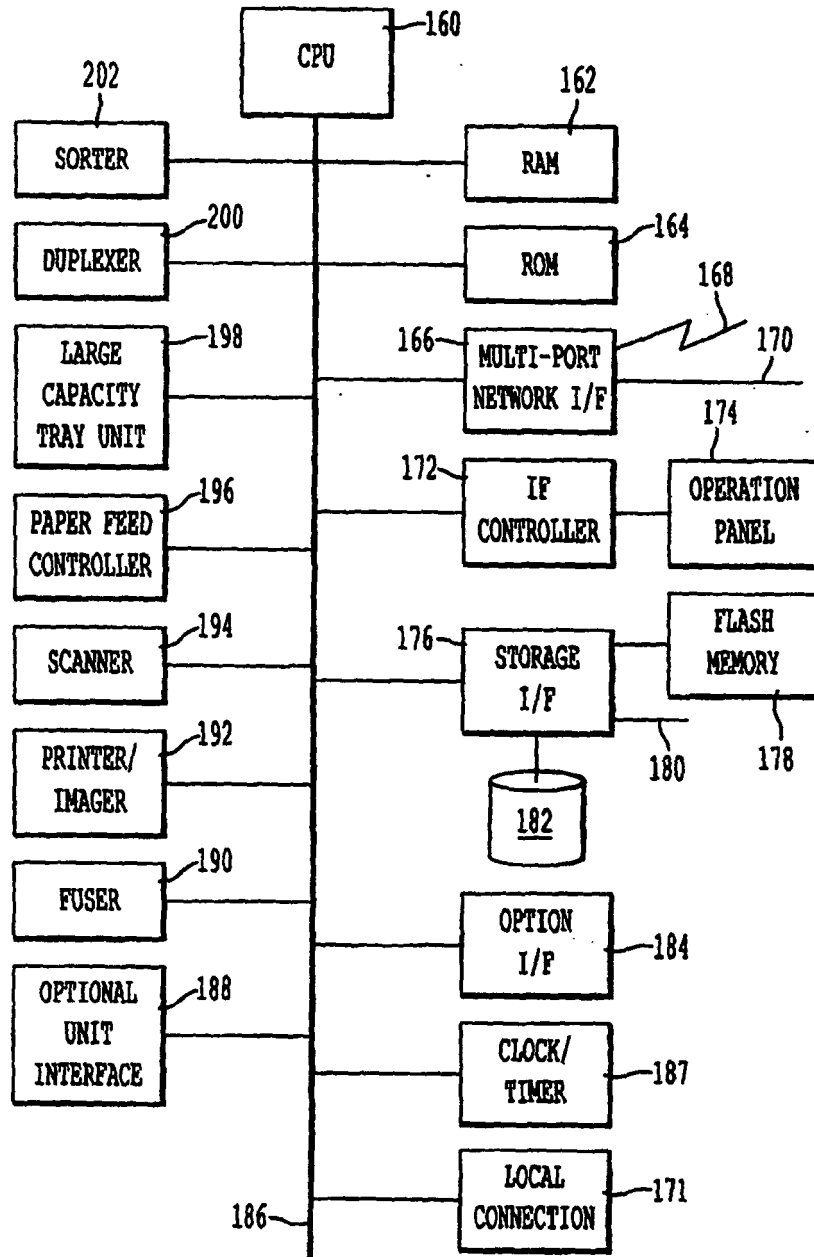 CPU
160
202
SORTER
162
RAM
200
DUPLEXER
164
ROM
198
LARGE
CAPACITY
TRAY UNIT
166
MULTI-PORT
NETWORK I/F
168
170
172
IF
CONTROLLER
174
OPERATION
PANEL
196
PAPER FEED
CONTROLLER
194
SCANNER
176
STORAGE
I/F
FLASH
MEMORY
178
180
182
192
PRINTER/
IMAGER
190
FUSER
OPTION
I/F
184
188
OPTIONAL
UNIT
INTERFACE
CLOCK/
TIMER
187
LOCAL
CONNECTION
171
186